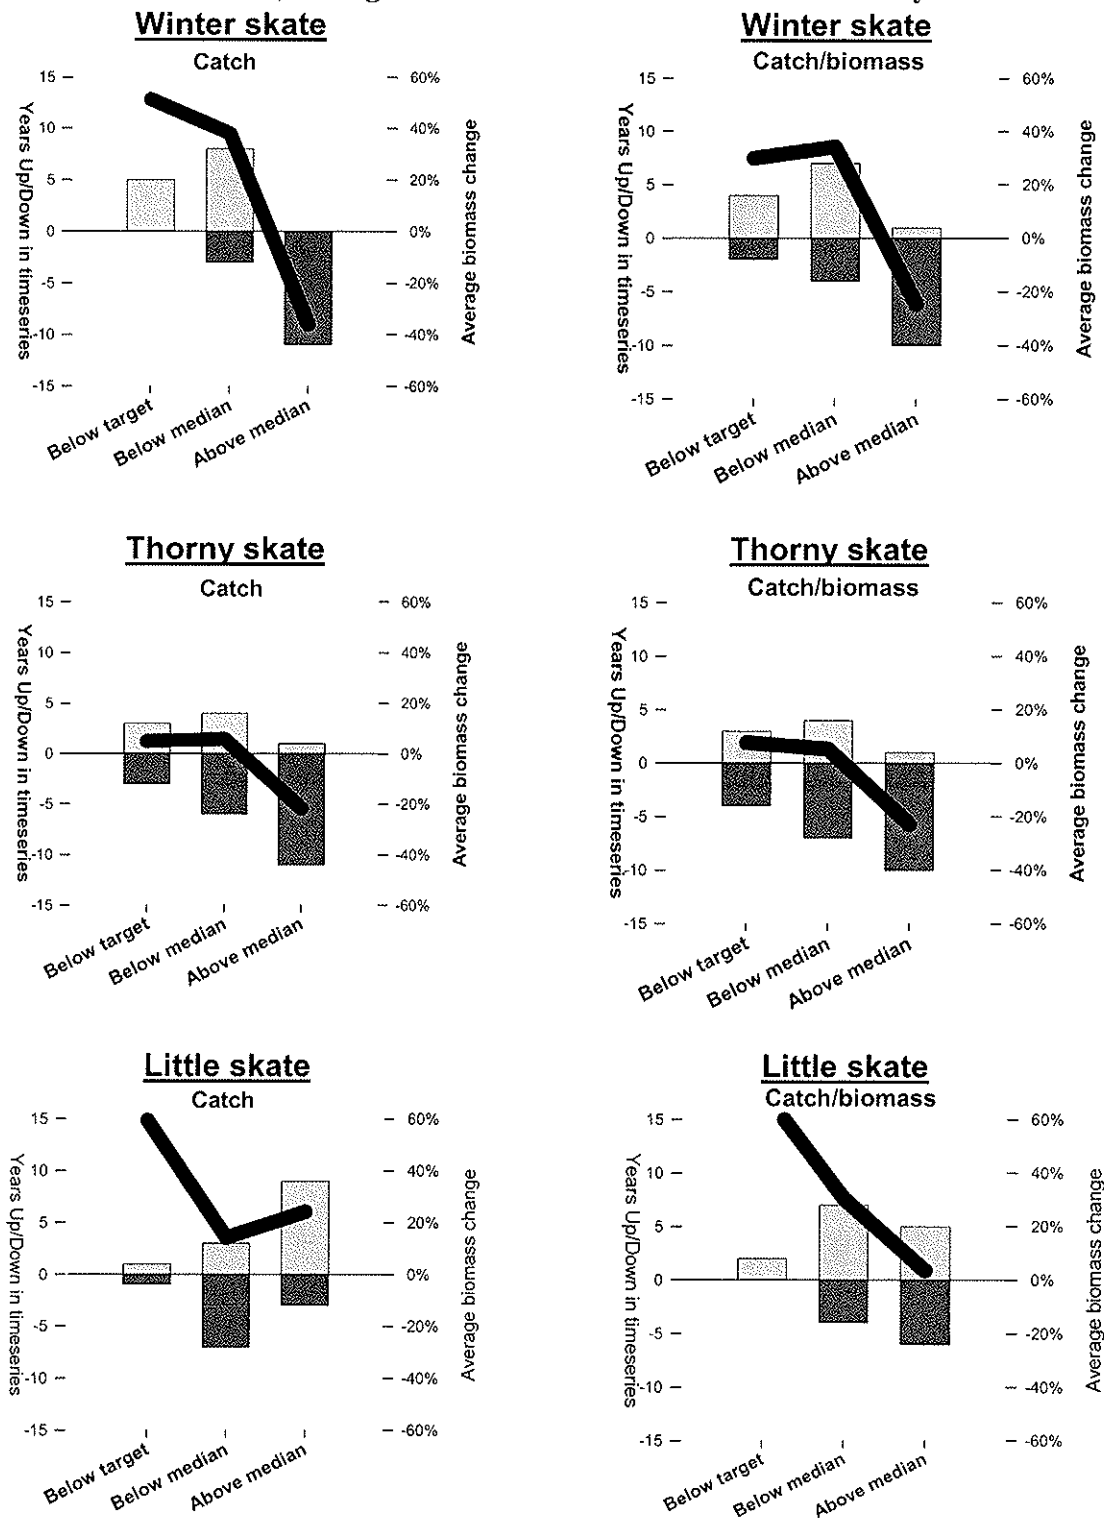 Winter skate
Catch
15
10
5
0
-5
-10
-15
Years Up/Down in timeseries
60%
40%
20%
0%
-20%
-40%
-60%
Average biomass change
Below target
Below median
Above median
Winter skate
Catch/biomass
15
10
5
0
-5
-10
-15
Years Up/Down in timeseries
60%
40%
20%
0%
-20%
-40%
-60%
Average biomass change
Below target
Below median
Above median
Thorny skate
Catch
15
10
5
0
-5
-10
-15
Years Up/Down in timeseries
60%
40%
20%
0%
-20%
-40%
-60%
Average biomass change
Below target
Below median
Above median
Thorny skate
Catch/biomass
15
10
5
0
-5
-10
-15
Years Up/Down in timeseries
60%
40%
20%
0%
-20%
-40%
-60%
Average biomass change
Below target
Below median
Above median
Little skate
Catch
15
10
5
0
-5
-10
-15
Years Up/Down in timeseries
60%
40%
20%
0%
-20%
-40%
-60%
Average biomass change
Below target
Below median
Above median
Little skate
Catch/biomass
15
10
5
0
-5
-10
-15
Years Up/Down in timeseries
60%
40%
20%
0%
-20%
-40%
-60%
Average biomass change
Below target
Below median
Above median